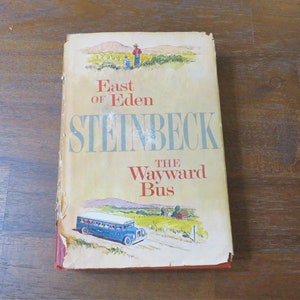 East
OF Eden
STEINBECK
THE
Wayward
Bus